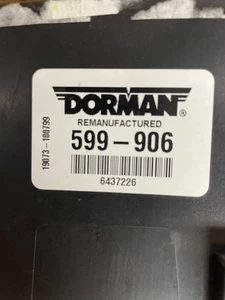 DORMAN®
REMANUFACTURED
599-906
6437226
19073-100799